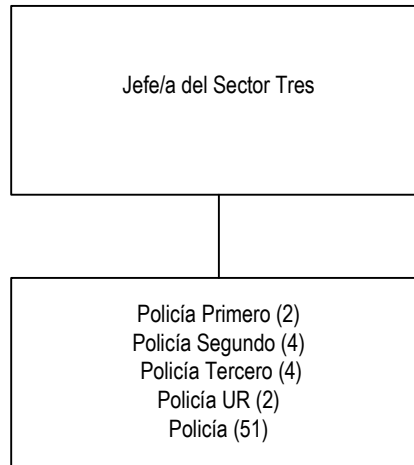 Jefe/a del Sector Tres
Policía Primero (2)
Policía Segundo (4)
Policía Tercero (4)
Policía UR (2)
Policía (51)